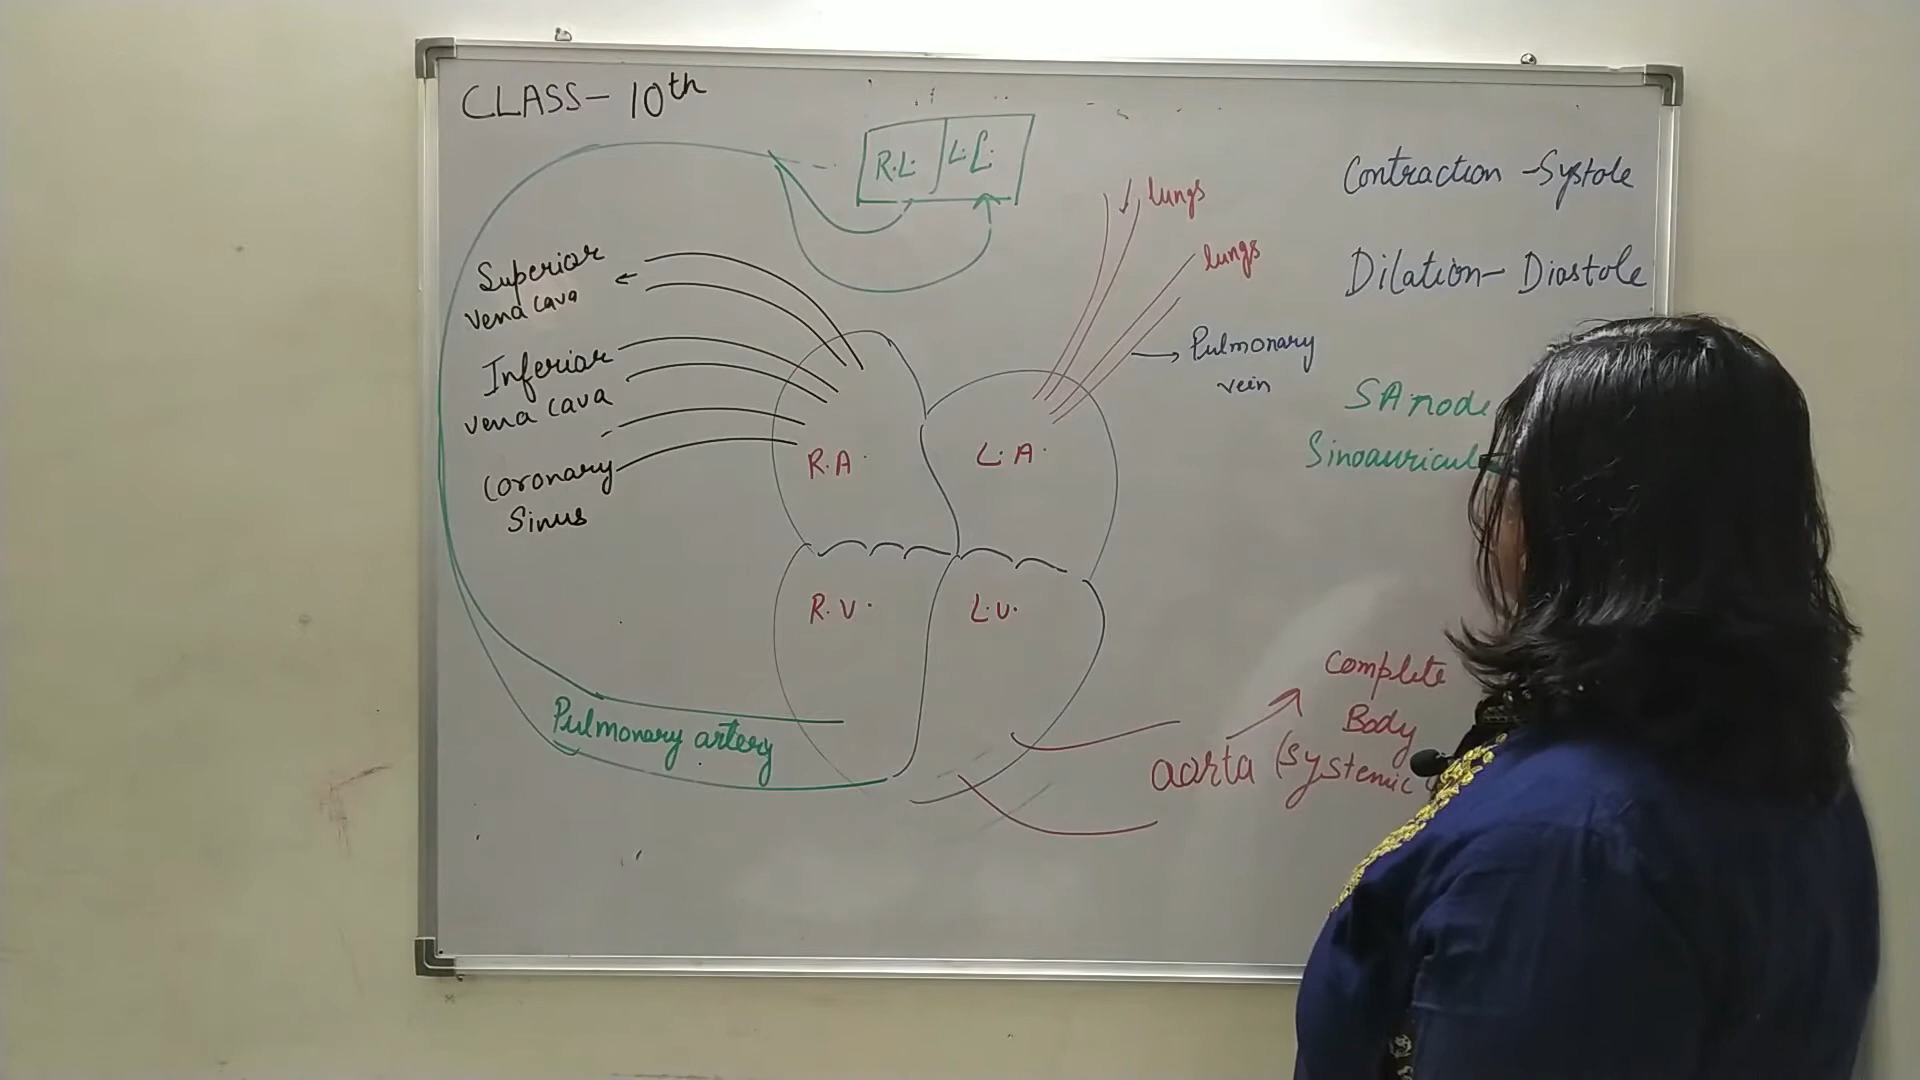 CLASS- 10th
R.L.
L.L.
Superior
vena cava
Inferior
vena cava
Coronary
Sinus
lungs
lungs
Pulmonary
vein
R.A.
L.A.
R.V.
L.V.
Pulmonary artery
Contraction - Systole
Dilation - Diastole
SA node
Complete
Body
aorta (systemic